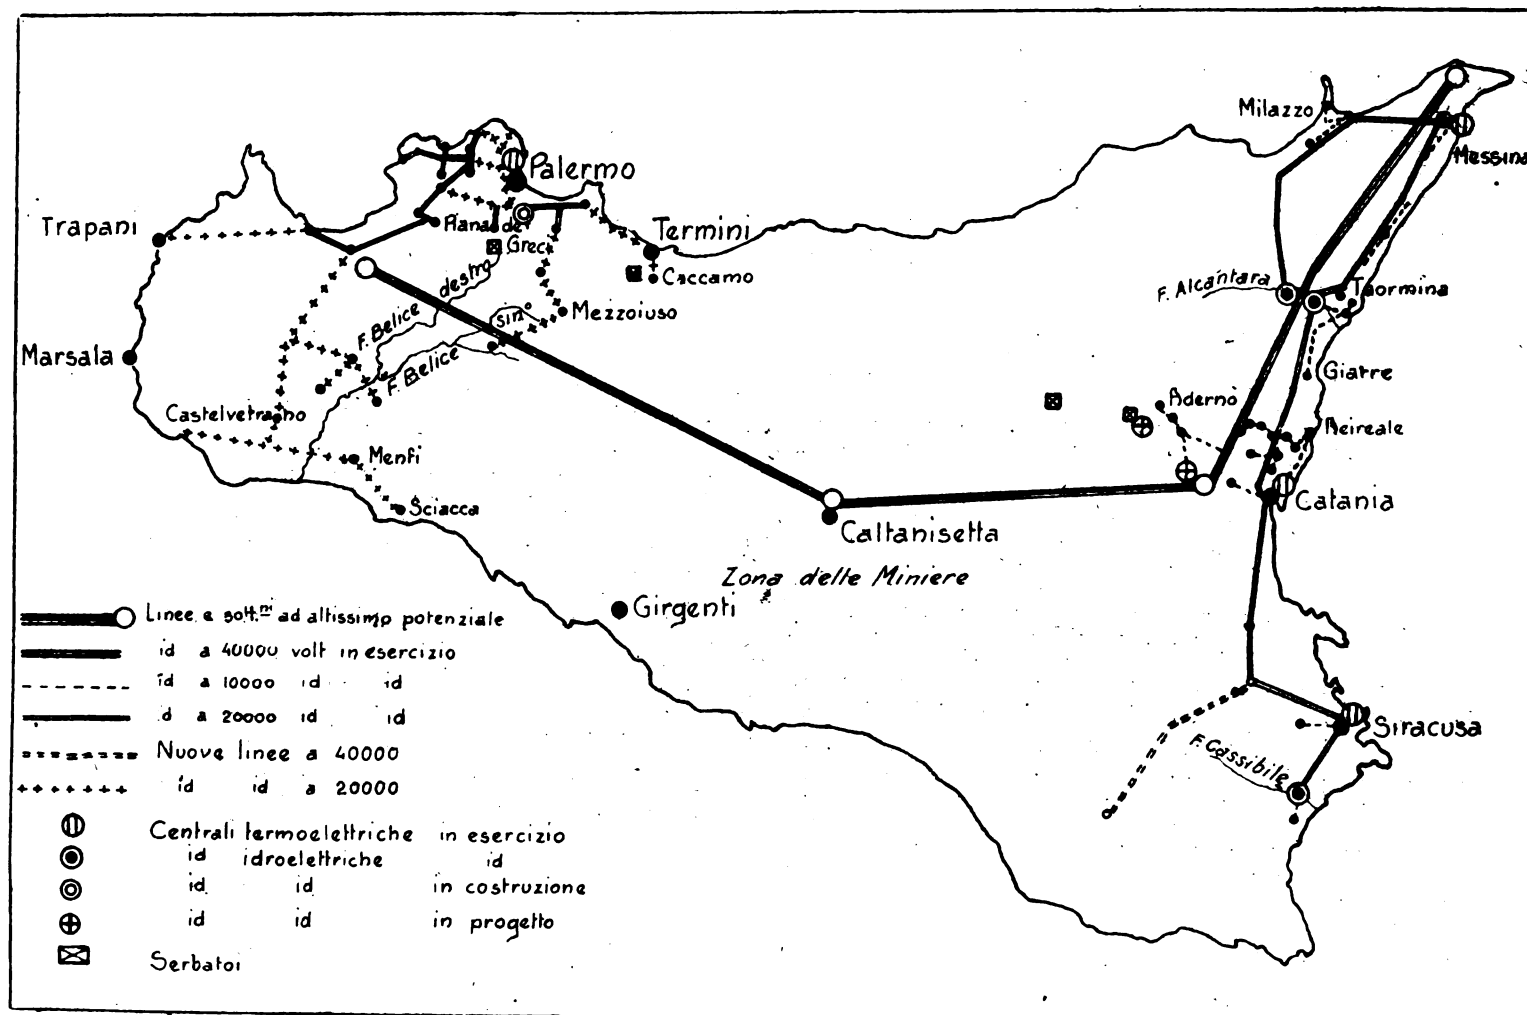 Milazzo
Messina
Palermo
Trapani
Piana dei
Greci
Termini
Caccamo
F. Alcantara
Taormina
F. Belice destro
sinº
Mezzoiuso
Marsala
F. Belice
Giarre
Castelvetrano
Adernò
Aeireale
Menfi
Sciacca
Catania
Caltanisetta
Zona delle Miniere
Girgenti
Linee e sott.ni ad altissimo potenziale
id a 40000 volt in esercizio
id a 10000 id id
id a 20000 id id
Nuove linee a 40000
id id a 20000
Siracusa
F. Cassibile
Centrali termoelettriche in esercizio
id idroelettriche id
id id in costruzione
id id in progetto
Serbatoi